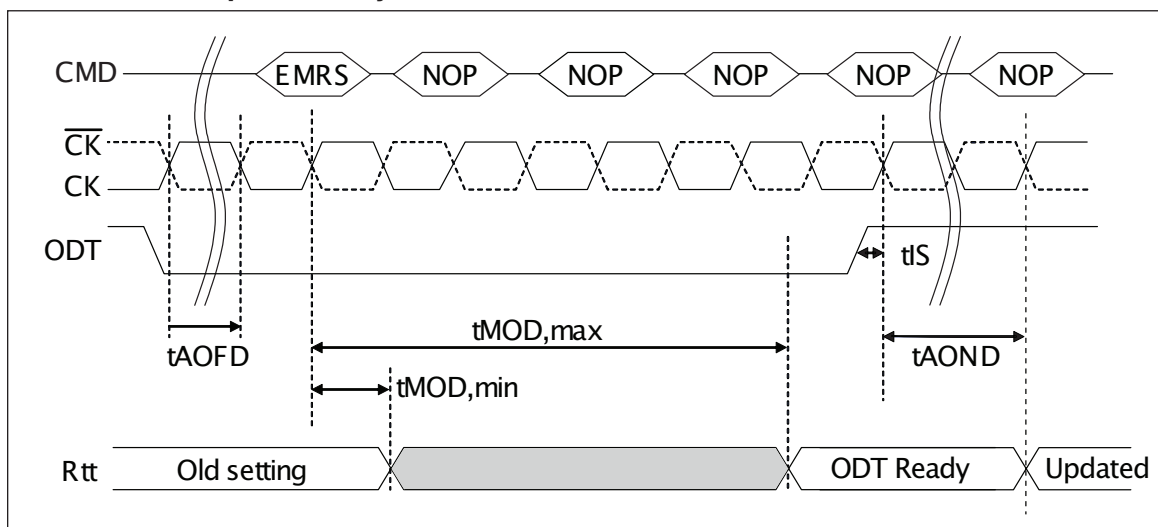 CMD EMRS NOP NOP NOP NOP NOP
CK
CK
ODT
tIS
tAOFD
tMOD,max
tAOND
tMOD,min
Rtt Old setting ODT Ready Updated